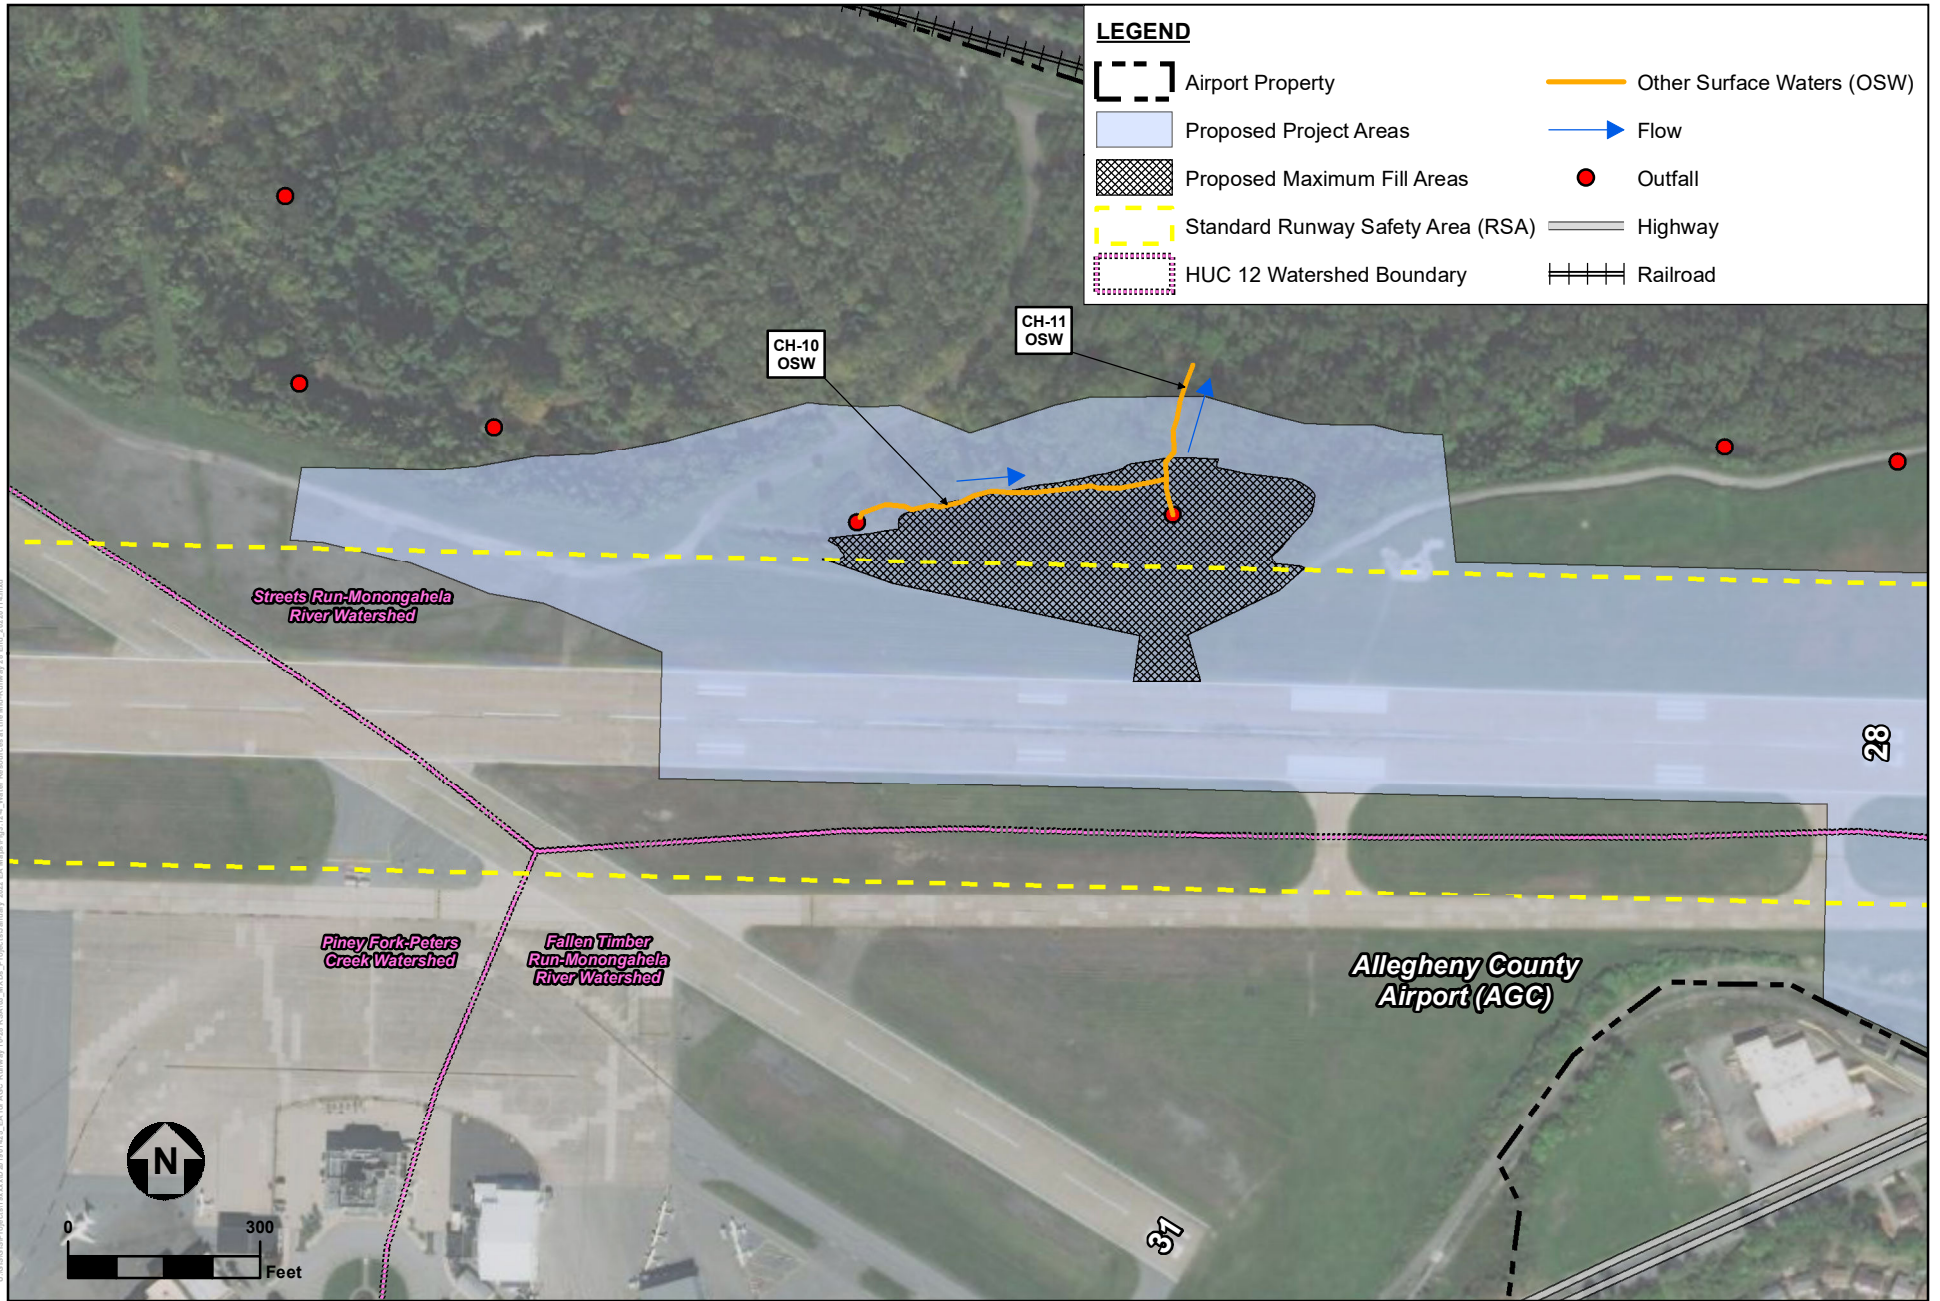 LEGEND
Airport Property
Proposed Project Areas
Proposed Maximum Fill Areas
Standard Runway Safety Area (RSA)
HUC 12 Watershed Boundary
Other Surface Waters (OSW)
Flow
Outfall
Highway
Railroad
CH-11
OSW
CH-10
OSW
Streets Run-Monongahela
River Watershed
28
Piney Fork-Peters
Creek Watershed
Fallen Timber
Run-Monongahela
River Watershed
Allegheny County
Airport (AGC)
N
31
0 300
Feet